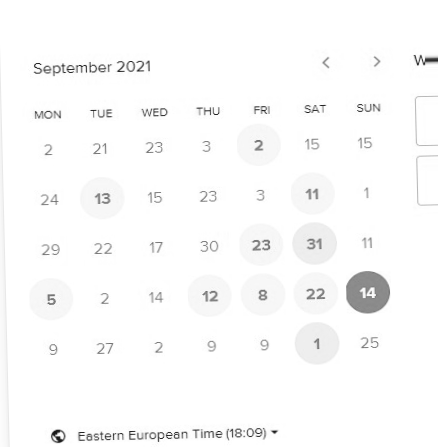 September 2021
MON TUE WED THU FRI SAT SUN
2 21 23 3 2 15 15
24 13 15 23 3 11 1
29 22 17 30 23 31 11
5 2 14 12 8 22 14
9 27 2 9 9 1 25
Eastern European Time (18:09)